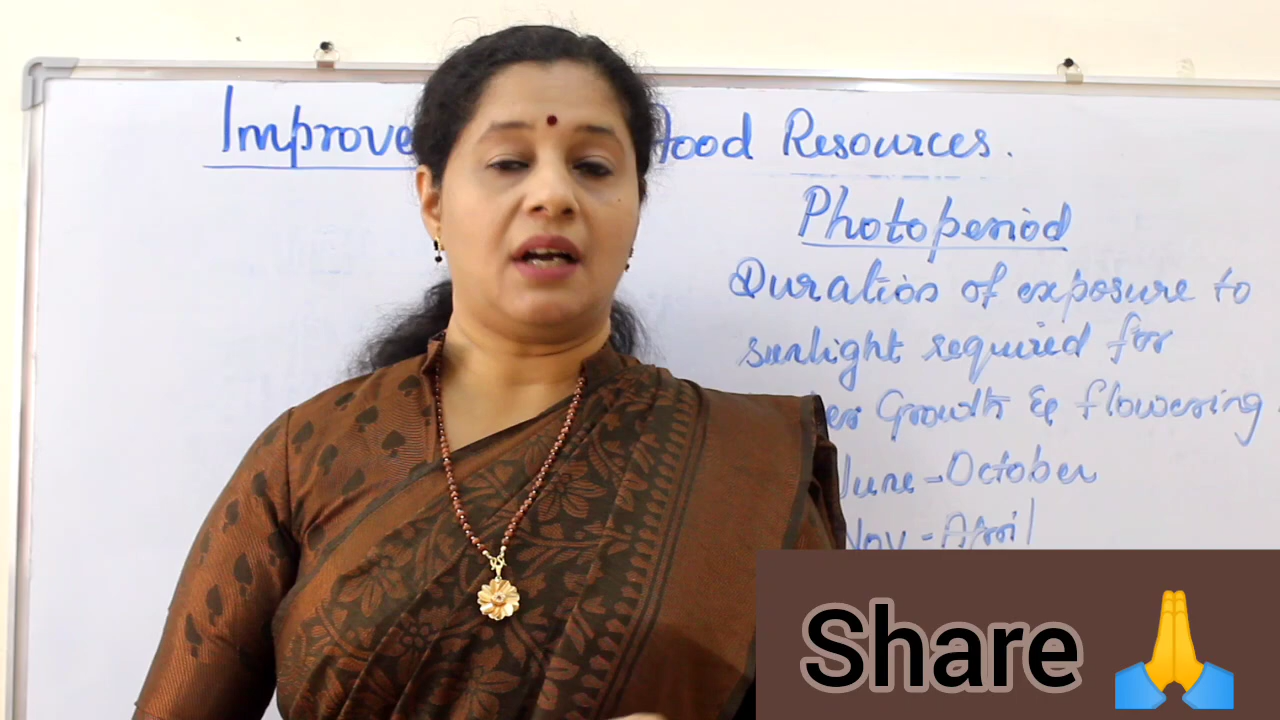 Improve food Resources.
Photoperiod
Duration of exposure to
sunlight required for
Growth & flowering.
June-October
Nov-April
Share 🙏